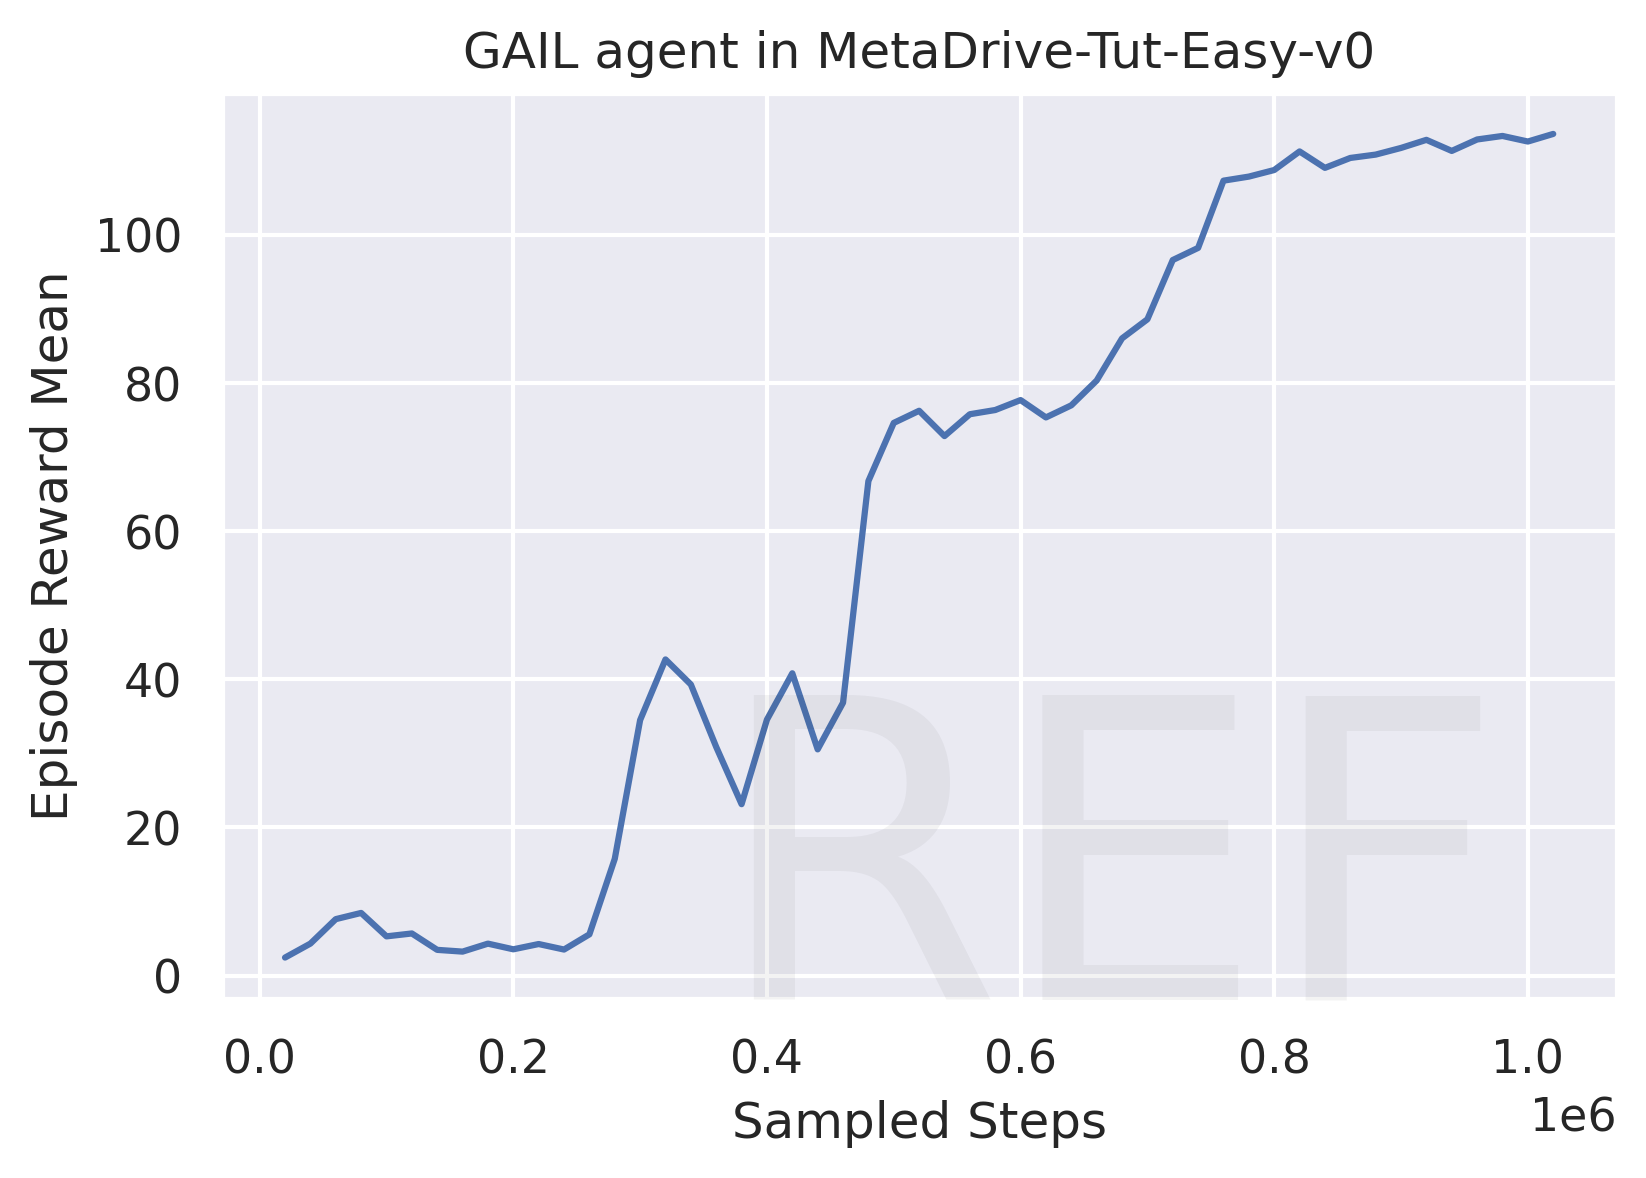 GAIL agent in MetaDrive-Tut-Easy-v0
Episode Reward Mean
100
80
60
40
20
0
REF
0.0 0.2 0.4 0.6 0.8 1.0
1e6
Sampled Steps